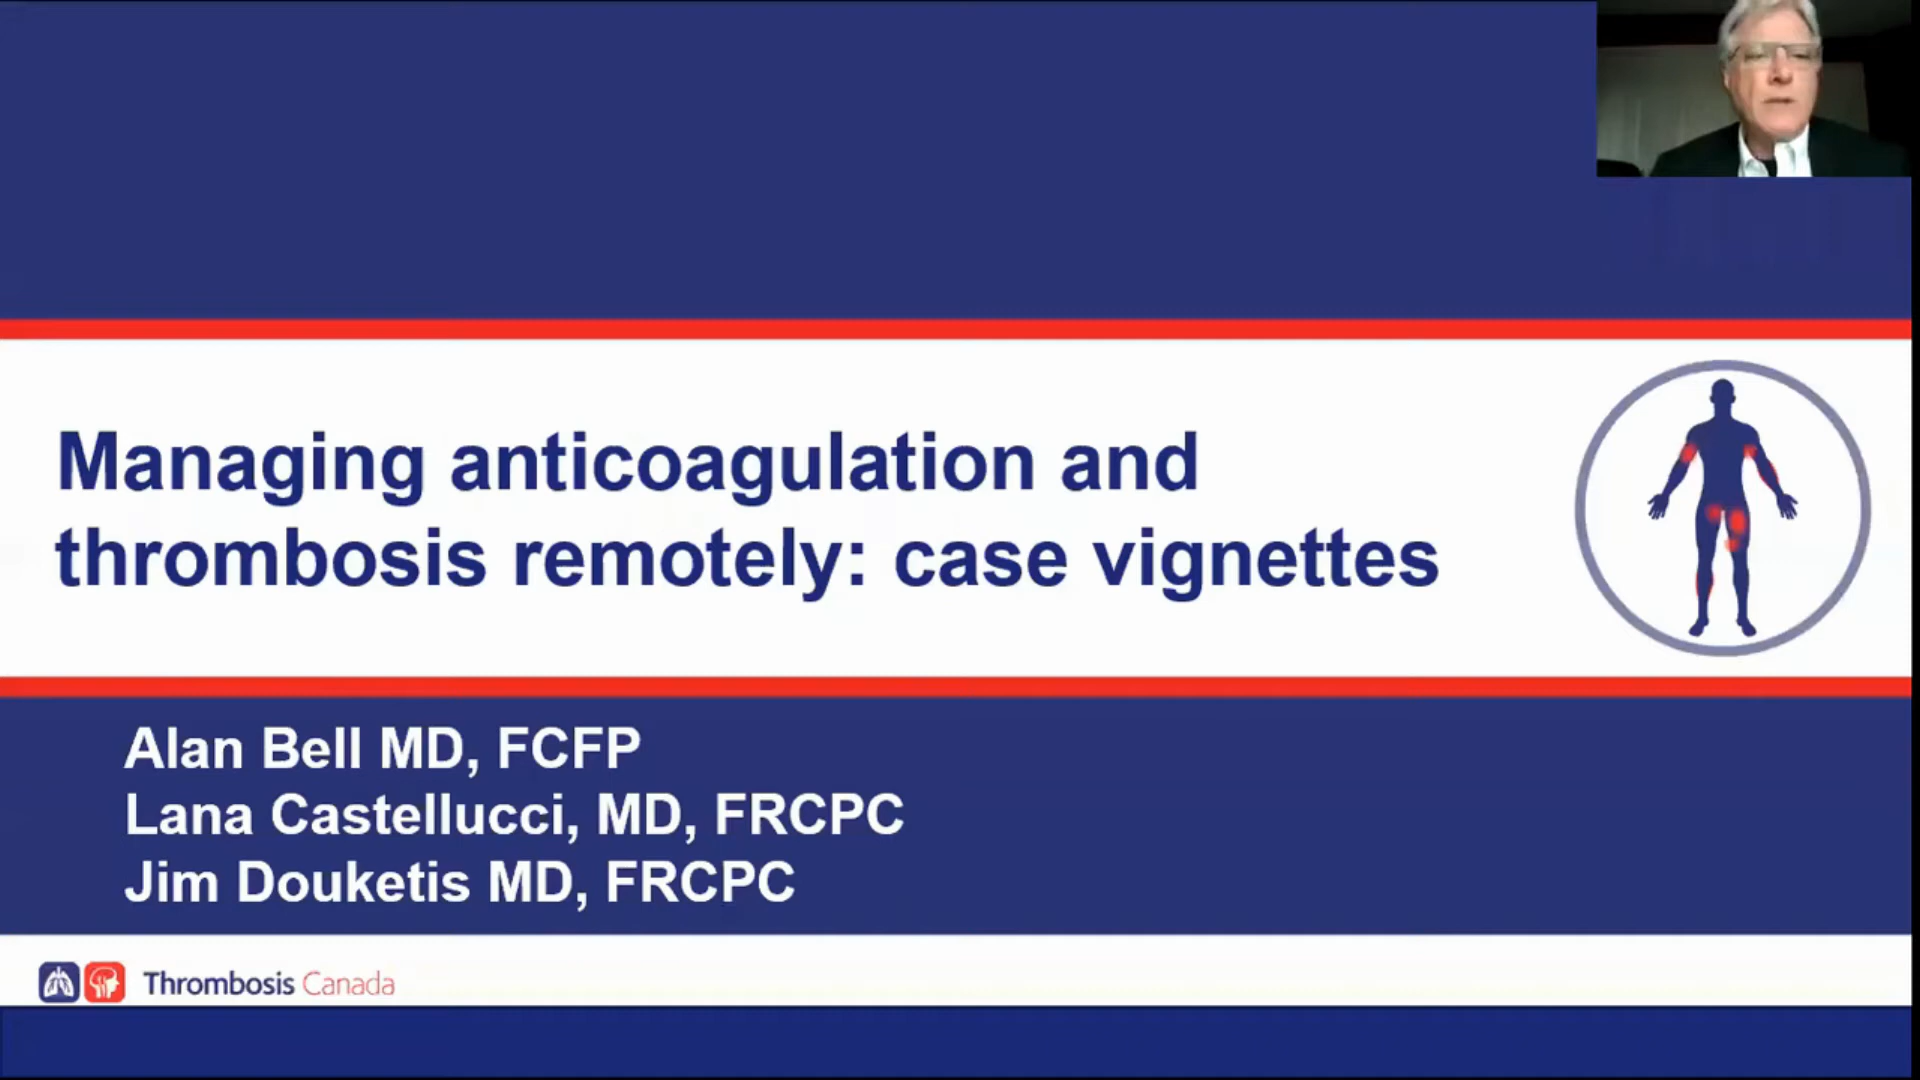 Managing anticoagulation and
thrombosis remotely: case vignettes
Alan Bell MD, FCFP
Lana Castellucci, MD, FRCPC
Jim Douketis MD, FRCPC
Thrombosis Canada